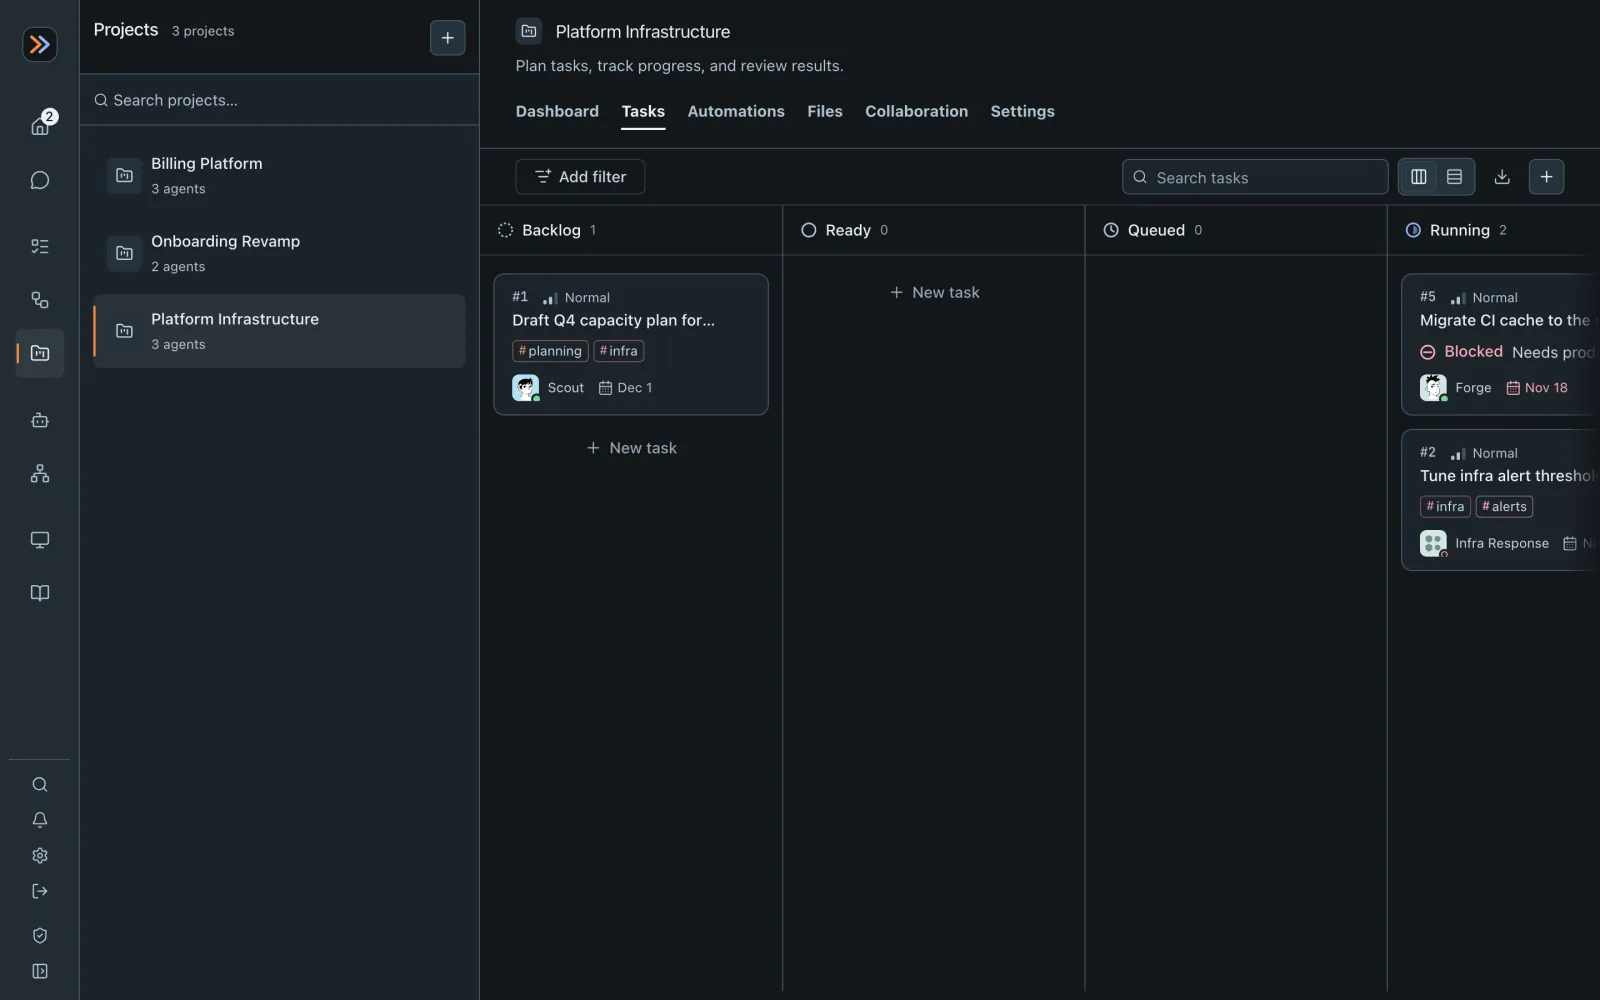 Projects 3 projects
2
Search projects...
Billing Platform
3 agents
Onboarding Revamp
2 agents
Platform Infrastructure
3 agents
Platform Infrastructure
Plan tasks, track progress, and review results.
Dashboard Tasks Automations Files Collaboration Settings
Add filter
Search tasks
Backlog 1
#1 Normal
Draft Q4 capacity plan for...
#planning #infra
Scout Dec 1
New task
Ready 0
New task
Queued 0
Running 2
#5 Normal
Migrate CI cache to the
Blocked Needs prod
Forge Nov 18
#2 Normal
Tune infra alert
#infra #alerts
Infra Response